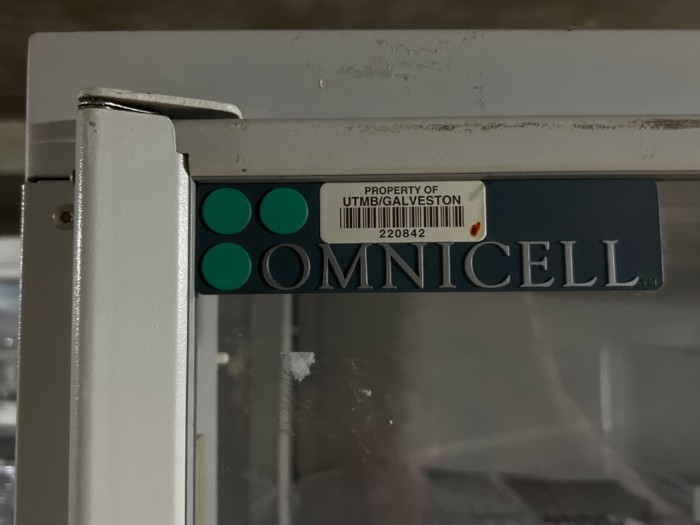 PROPERTY OF
UTMB/GALVESTON
220842
OMNICELL